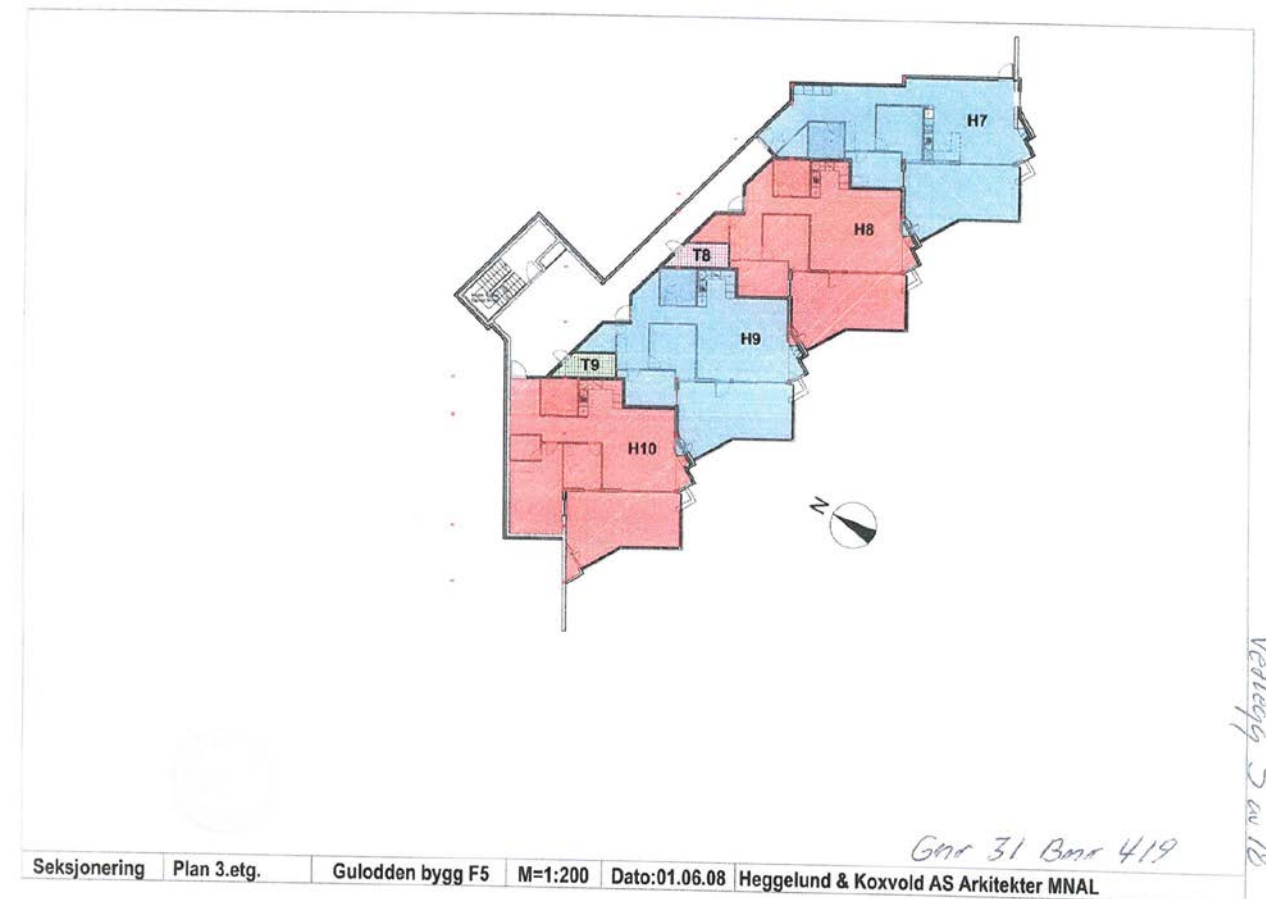 H7
H8
T8
H9
T9
H10
N
Vedlegg 3 av 18
Gnr 31 Bnr 419
Seksjonering Plan 3.etg. Gulodden bygg F5 M=1:200 Dato:01.06.08 Heggelund & Koxvold AS Arkitekter MNAL